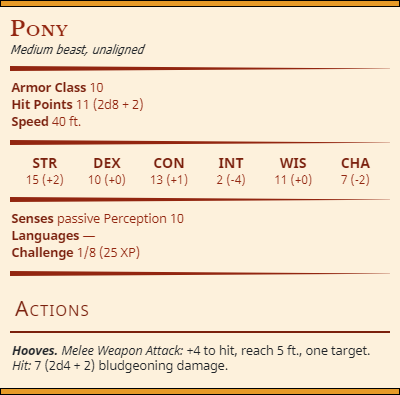 Pony
Medium beast, unaligned
Armor Class 10
Hit Points 11 (2d8 + 2)
Speed 40 ft.
STR DEX CON INT WIS CHA
15 (+2) 10 (+0) 13 (+1) 2 (-4) 11 (+0) 7 (-2)
Senses passive Perception 10
Languages —
Challenge 1/8 (25 XP)
Actions
Hooves. Melee Weapon Attack: +4 to hit, reach 5 ft., one target.
Hit: 7 (2d4 + 2) bludgeoning damage.